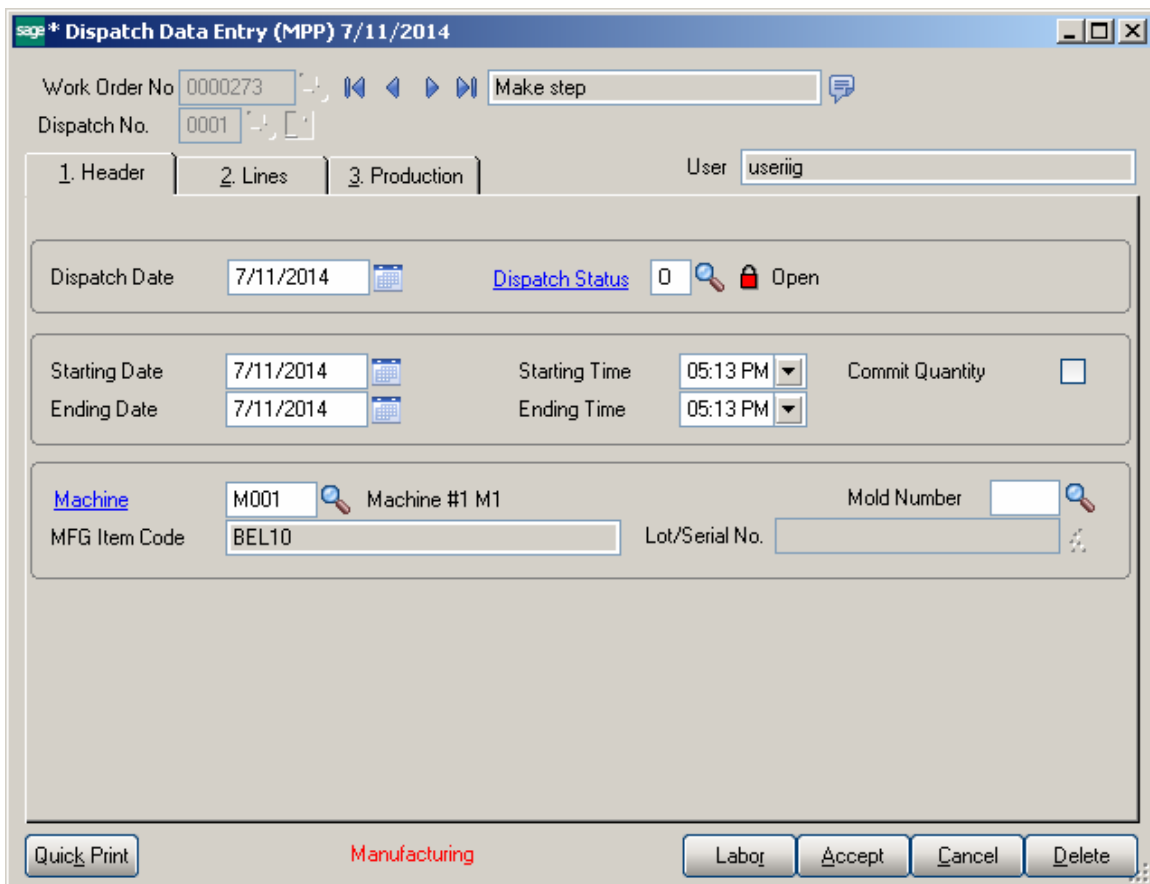 sage * Dispatch Data Entry (MPP) 7/11/2014
Work Order No 0000273 Make step
Dispatch No. 0001
1. Header 2. Lines 3. Production User useriig
Dispatch Date 7/11/2014 Dispatch Status O Open
Starting Date 7/11/2014 Starting Time 05:13 PM Commit Quantity
Ending Date 7/11/2014 Ending Time 05:13 PM
Machine M001 Machine #1 M1 Mold Number
MFG Item Code BEL10 Lot/Serial No.
Quick Print Manufacturing Labor Accept Cancel Delete